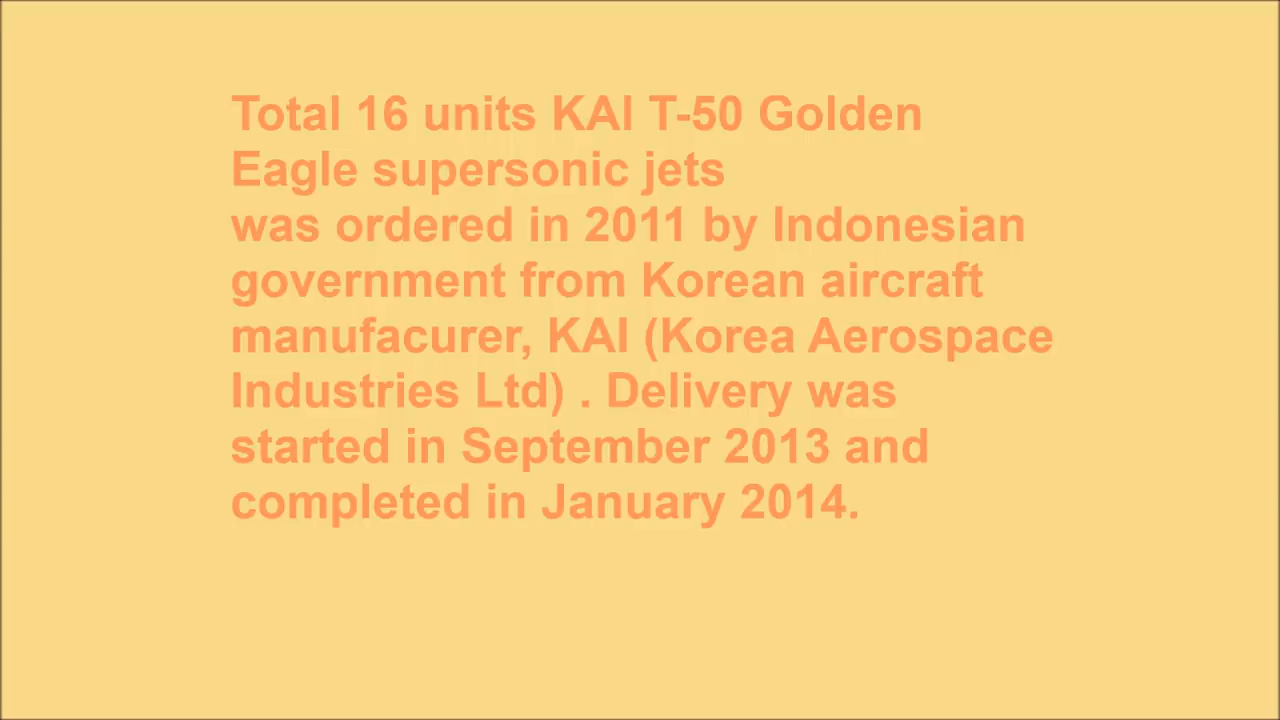 Total 16 units KAI T-50 Golden
Eagle supersonic jets
was ordered in 2011 by Indonesian
government from Korean aircraft
manufacurer, KAI (Korea Aerospace
Industries Ltd) . Delivery was
started in September 2013 and
completed in January 2014.